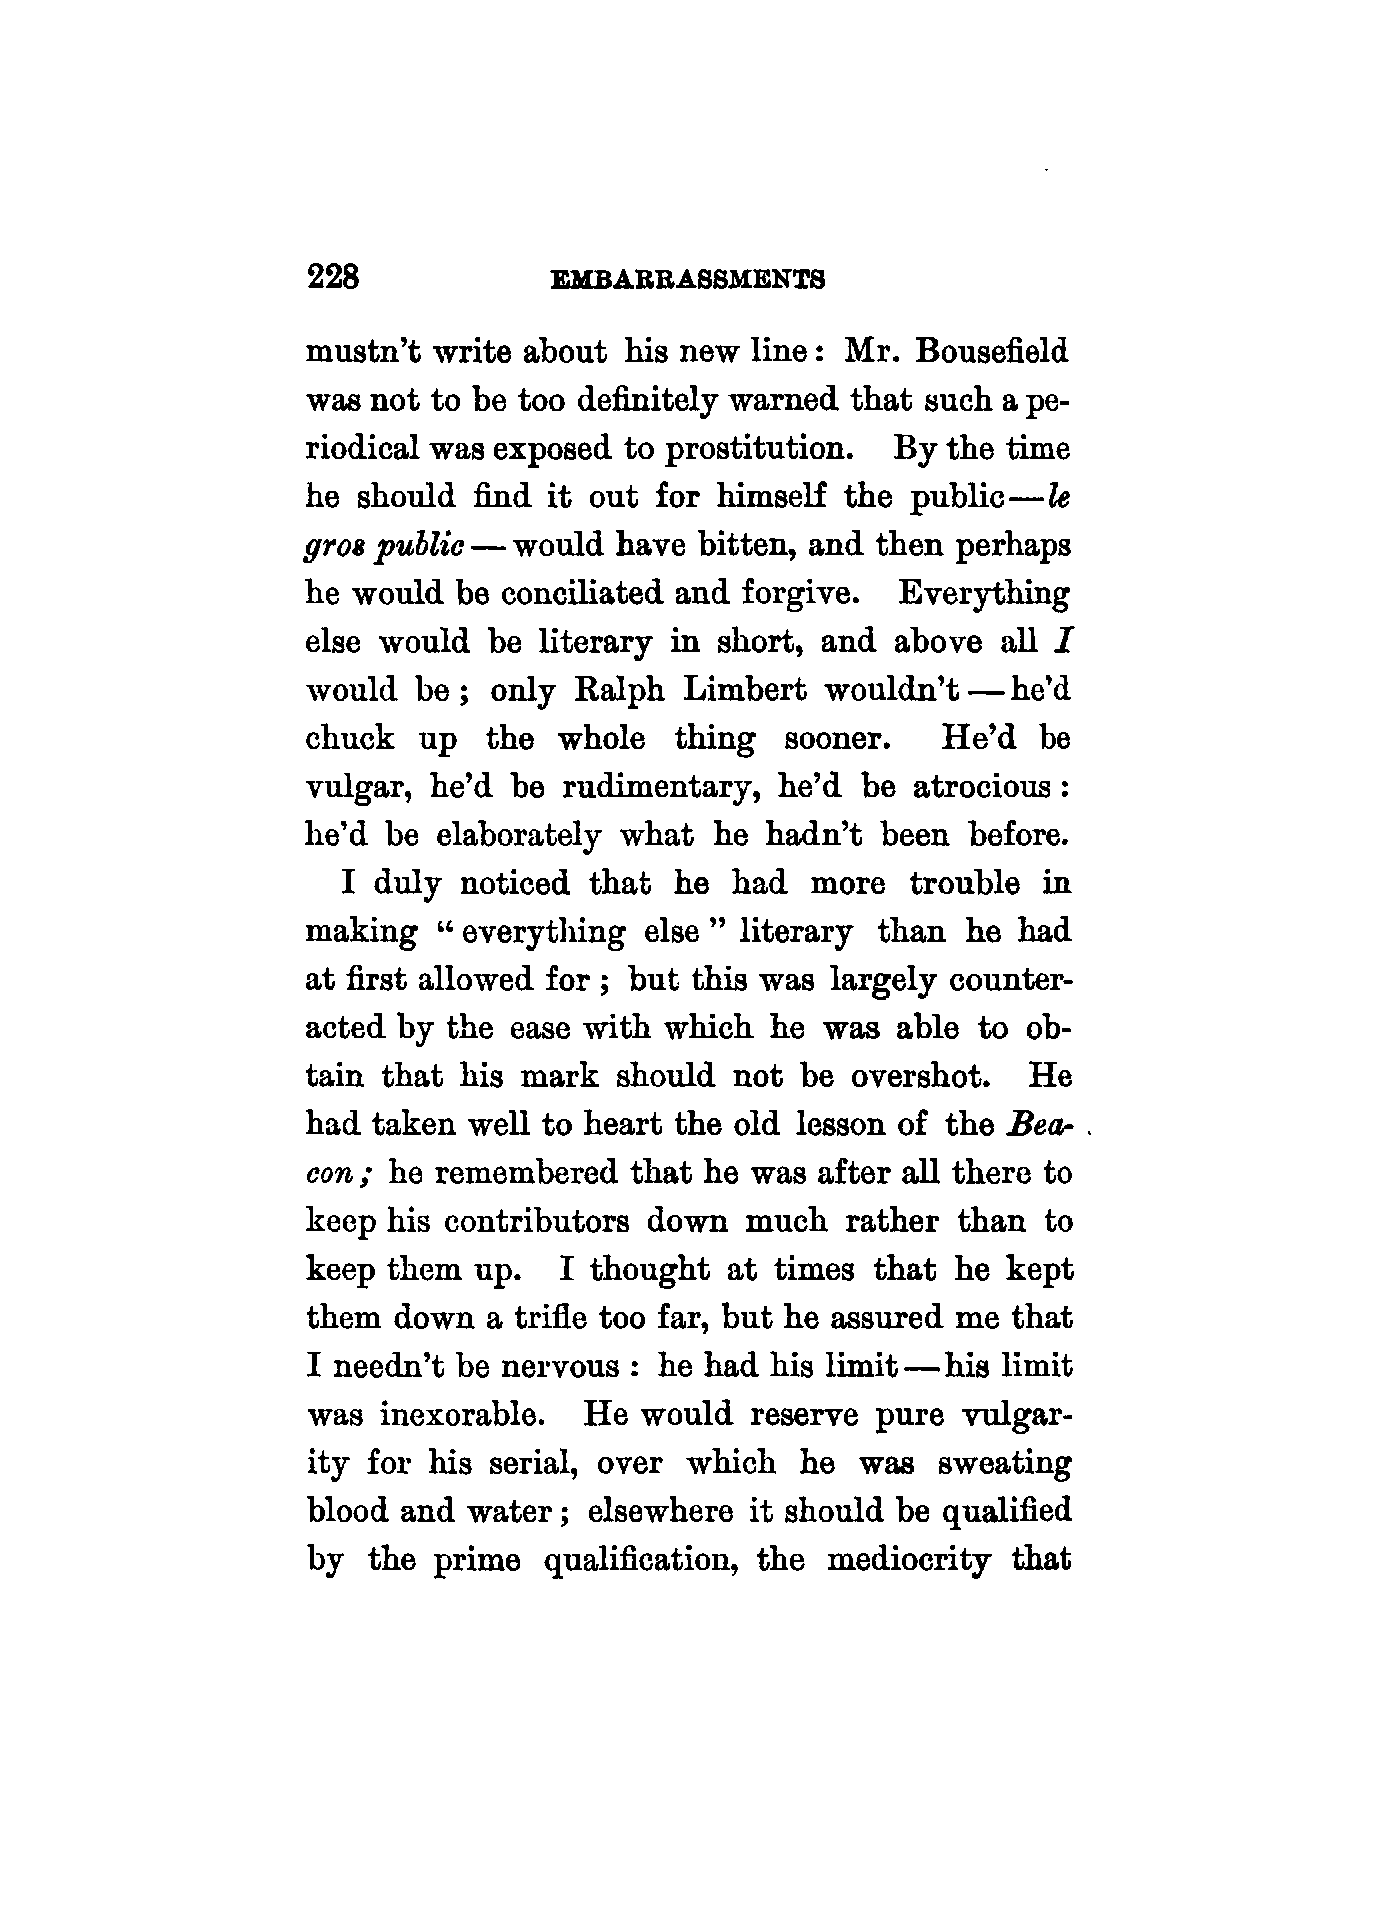 228 EMBARRASSMENTS
mustn't write about his new line: Mr. Bousefield
was not to be too definitely warned that such a pe-
riodical was exposed to prostitution. By the time
he should find it out for himself the public—le
gros public—would have bitten, and then perhaps
he would be conciliated and forgive. Everything
else would be literary in short, and above all I
would be; only Ralph Limbert wouldn't—he'd
chuck up the whole thing sooner. He'd be
vulgar, he'd be rudimentary, he'd be atrocious:
he'd be elaborately what he hadn't been before.
I duly noticed that he had more trouble in
making "everything else" literary than he had
at first allowed for; but this was largely counter-
acted by the ease with which he was able to ob-
tain that his mark should not be overshot. He
had taken well to heart the old lesson of the Bea-
con; he remembered that he was after all there to
keep his contributors down much rather than to
keep them up. I thought at times that he kept
them down a trifle too far, but he assured me that
I needn't be nervous: he had his limit—his limit
was inexorable. He would reserve pure vulgar-
ity for his serial, over which he was sweating
blood and water; elsewhere it should be qualified
by the prime qualification, the mediocrity that